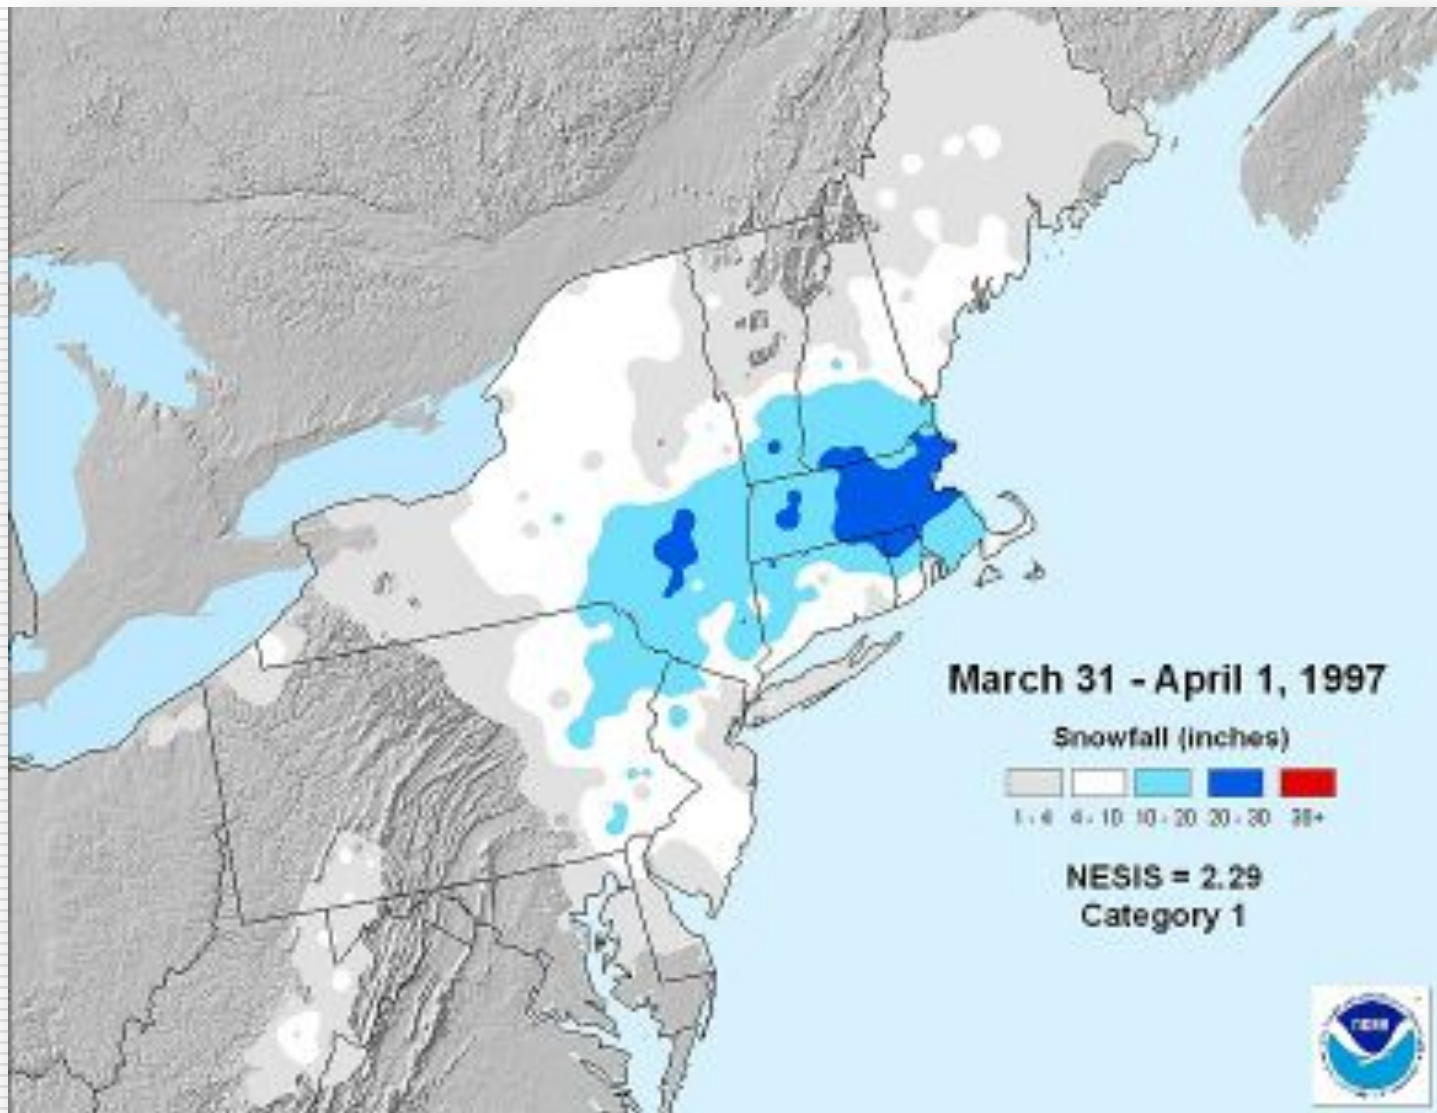 March 31 - April 1, 1997
Snowfall (inches)
1 - 4 4 - 10 10 - 20 20 - 30 30+
NESIS = 2.29
Category 1